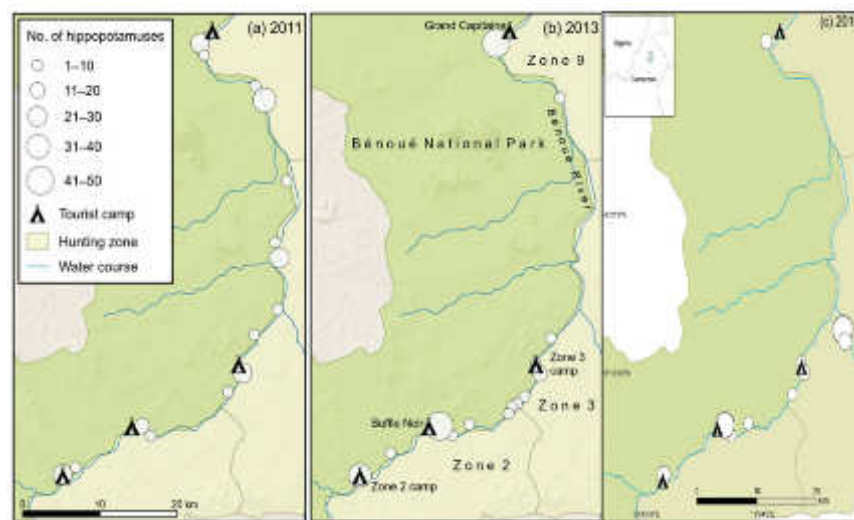 No. of hippopotamuses
1–10
11–20
21–30
31–40
41–50
Tourist camp
Hunting zone
Water course
(a) 2011
0 10 20 km
(b) 2013
Grand Capitaine
Zone 9
Bénoué National Park
Bénoué River
Zone 3
camp
Zone 3
Buffle Noir
Zone 2
Zone 2 camp